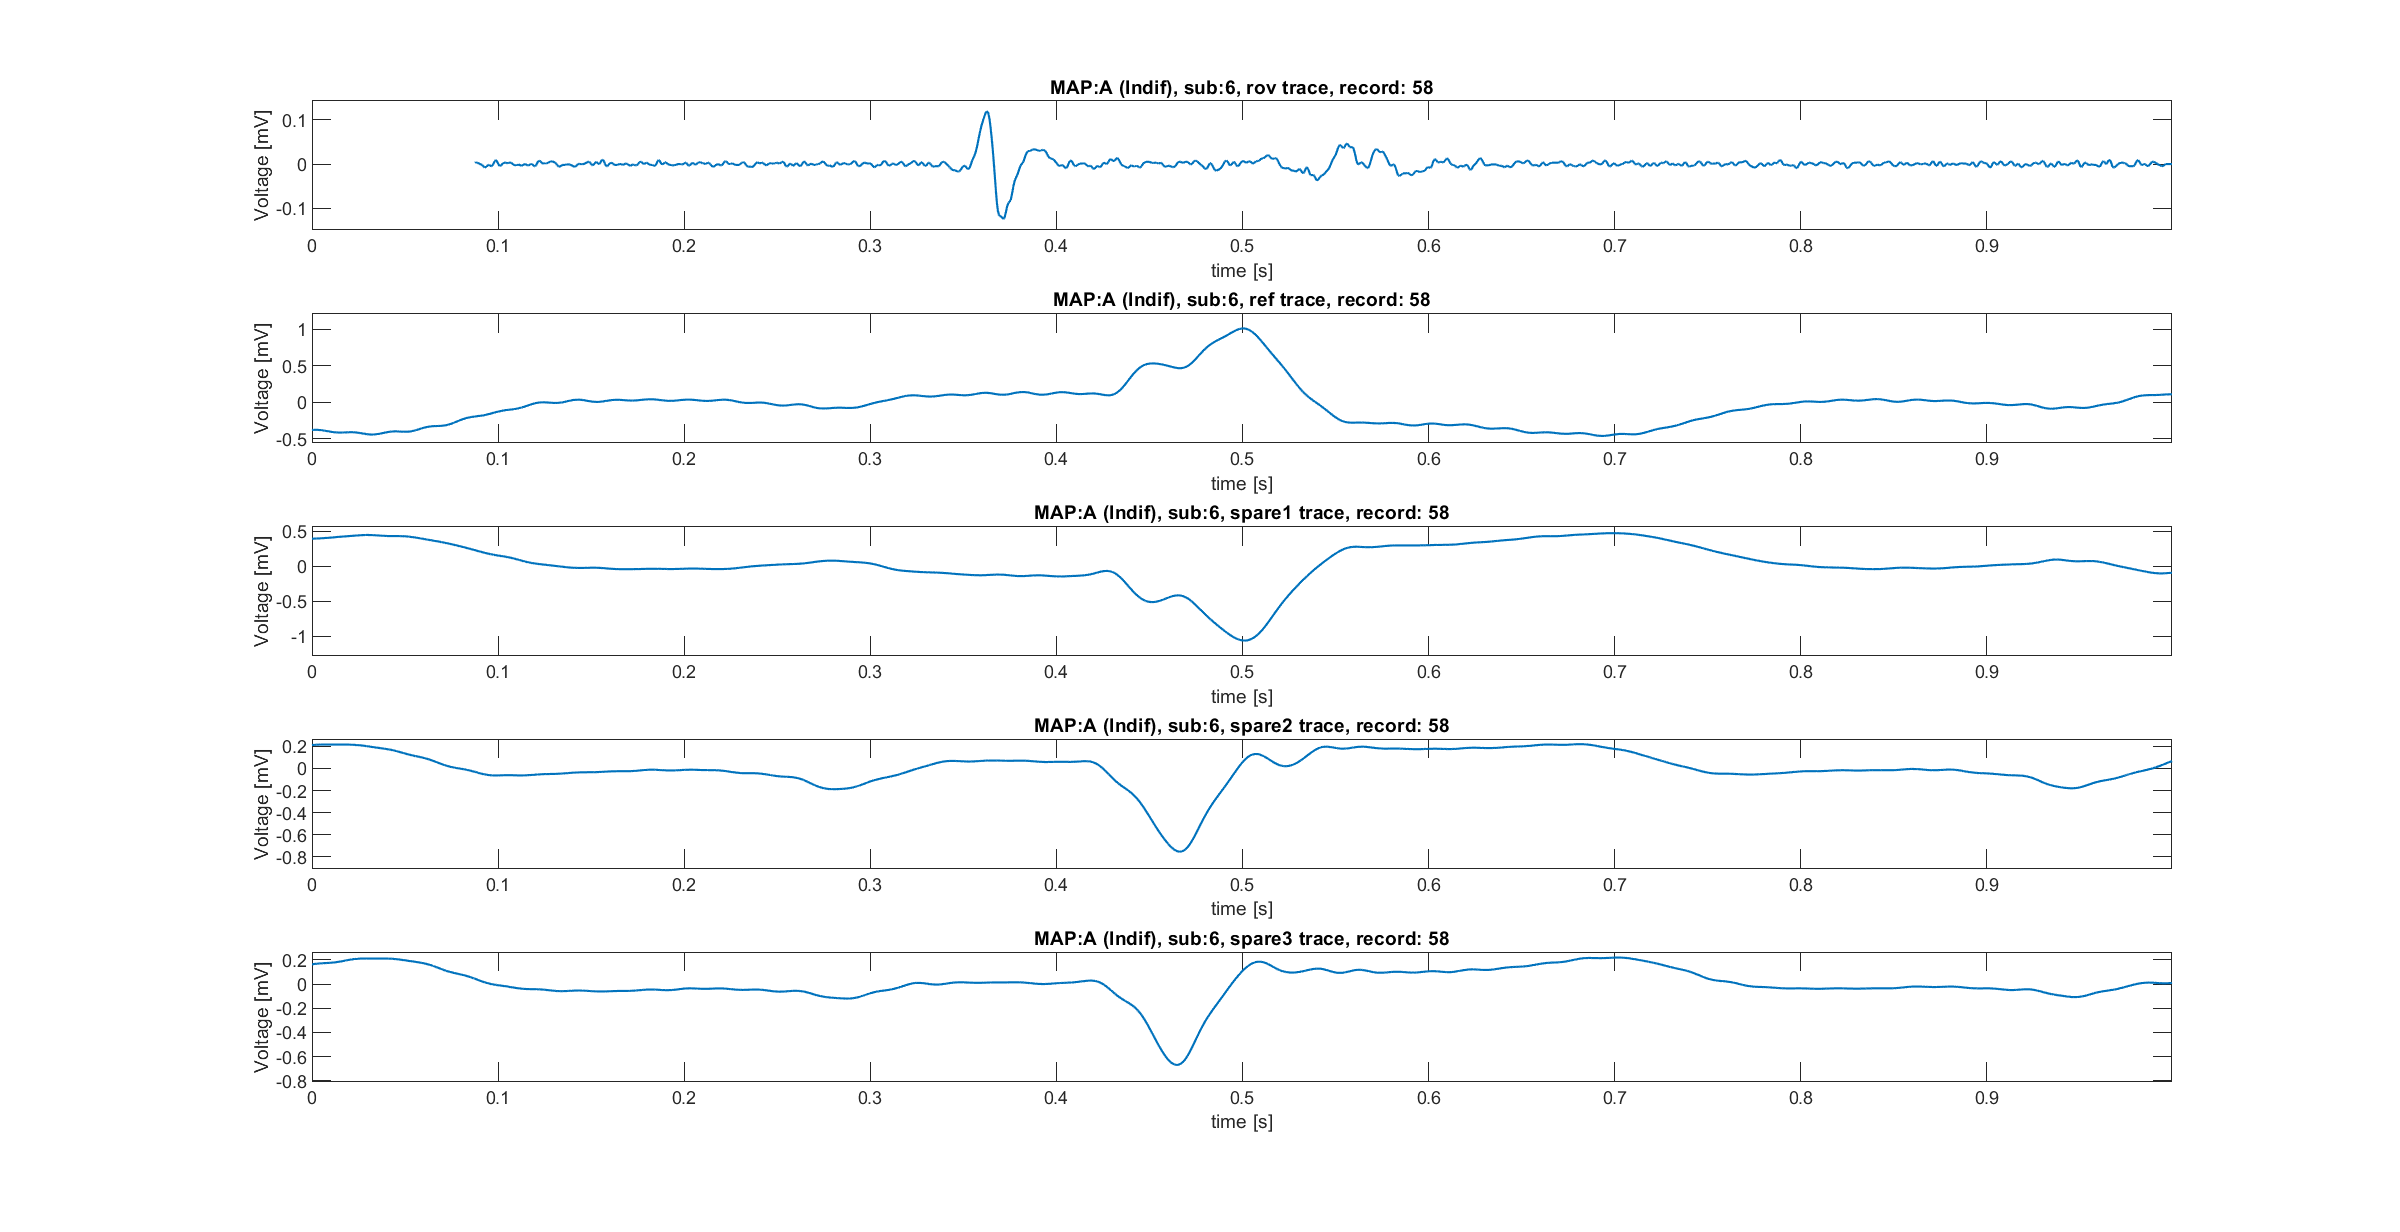 MAP:A (Indif), sub:6, rov trace, record: 58
Voltage [mV]
0.1
0
-0.1
0 0.1 0.2 0.3 0.4 0.5 0.6 0.7 0.8 0.9
time [s]
MAP:A (Indif), sub:6, ref trace, record: 58
Voltage [mV]
1
0.5
0
-0.5
0 0.1 0.2 0.3 0.4 0.5 0.6 0.7 0.8 0.9
time [s]
MAP:A (Indif), sub:6, spare1 trace, record: 58
Voltage [mV]
0.5
0
-0.5
-1
0 0.1 0.2 0.3 0.4 0.5 0.6 0.7 0.8 0.9
time [s]
MAP:A (Indif), sub:6, spare2 trace, record: 58
Voltage [mV]
0.2
0
-0.2
-0.4
-0.6
-0.8
0 0.1 0.2 0.3 0.4 0.5 0.6 0.7 0.8 0.9
time [s]
MAP:A (Indif), sub:6, spare3 trace, record: 58
Voltage [mV]
0.2
0
-0.2
-0.4
-0.6
-0.8
0 0.1 0.2 0.3 0.4 0.5 0.6 0.7 0.8 0.9
time [s]